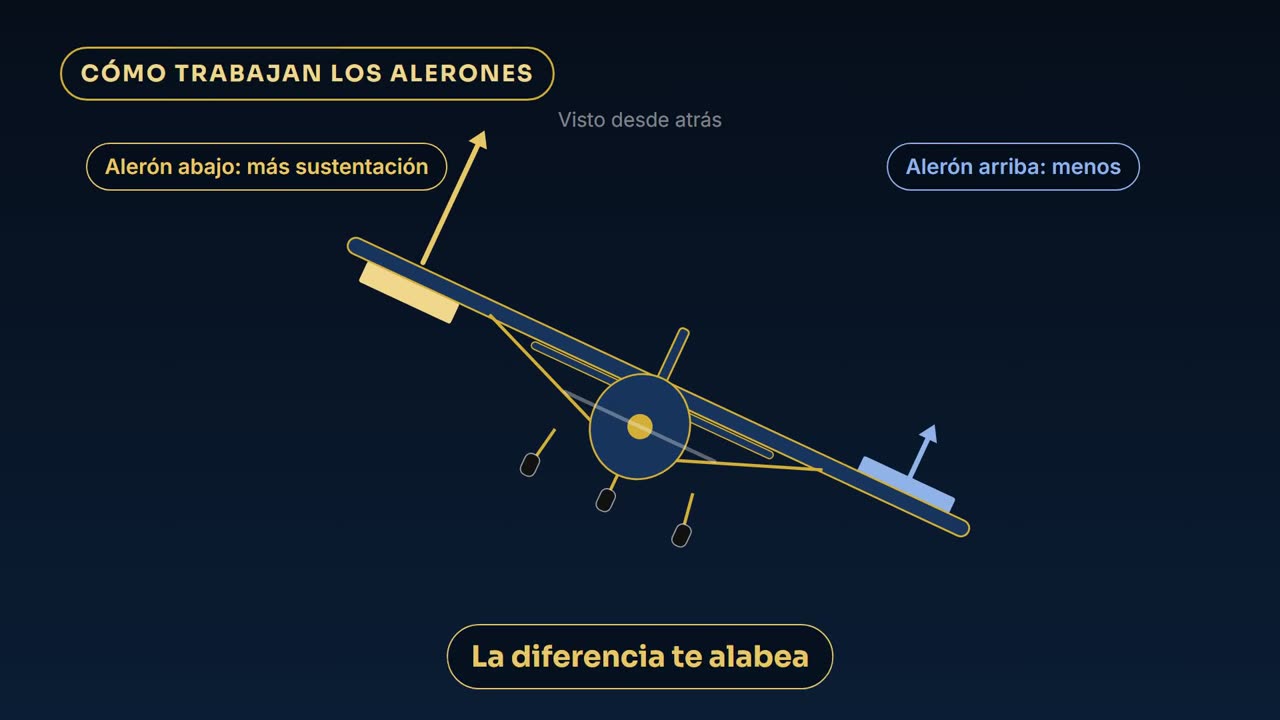 CÓMO TRABAJAN LOS ALERONES
Visto desde atrás
Alerón abajo: más sustentación
Alerón arriba: menos
La diferencia te alabea